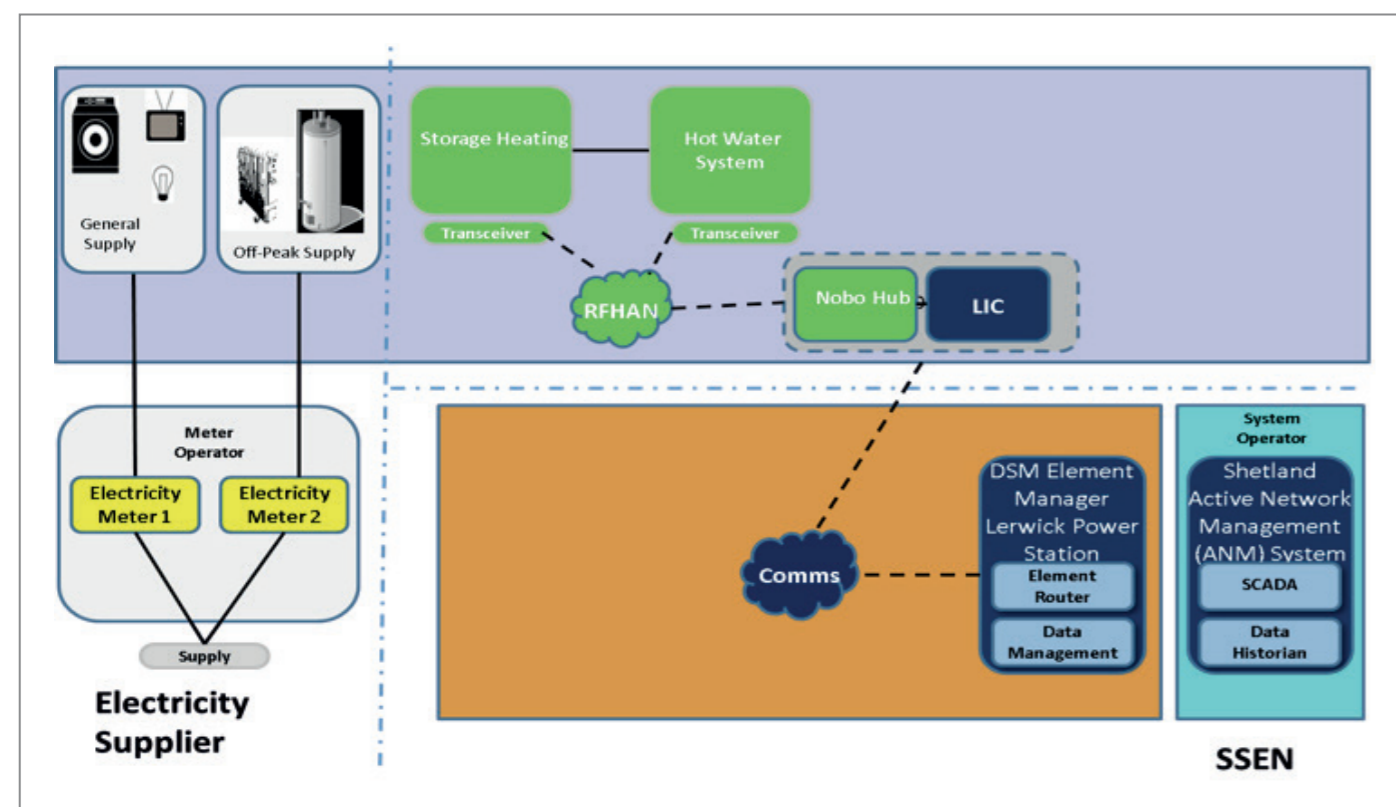 General
Supply
Off-Peak Supply
Storage Heating
Transceiver
Hot Water
System
Transceiver
RFHAN
Nobo Hub
LIC
Meter
Operator
Electricity
Meter 1
Electricity
Meter 2
Supply
Electricity
Supplier
Comms
DSM Element
Manager
Lerwick Power
Station
Element
Router
Data
Management
System
Operator
Shetland
Active Network
Management
(ANM) System
SCADA
Data
Historian
SSEN